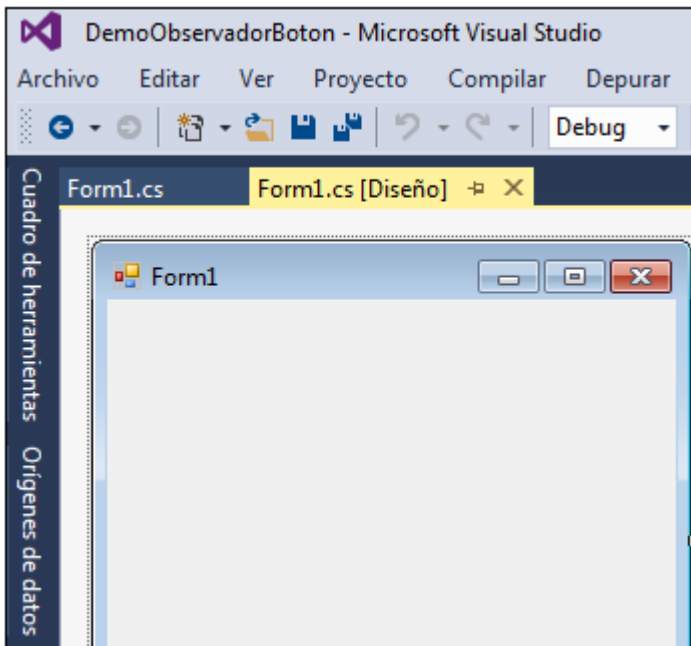 DemoObservadorBoton - Microsoft Visual Studio
Archivo Editar Ver Proyecto Compilar Depurar
Debug
Cuadro de herramientas
Orígenes de datos
Form1.cs Form1.cs [Diseño]
Form1